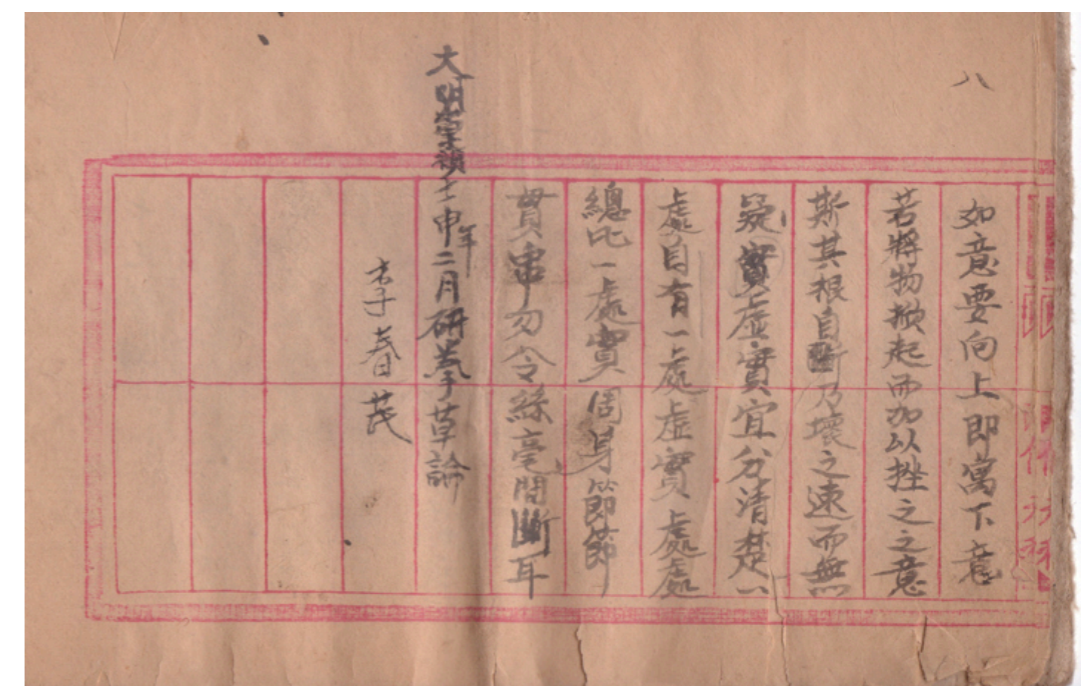 八
如意要向上即寓下意
若將物掀起而加以挫之之意
斯其根自斷乃壞之速而無
疑實虛實宜分清楚一
處自有一處虛實處處
總此一處實周身節節
貫串勿令絲毫間斷耳
大明崇禎壬申年二月研拳草論
李春茂